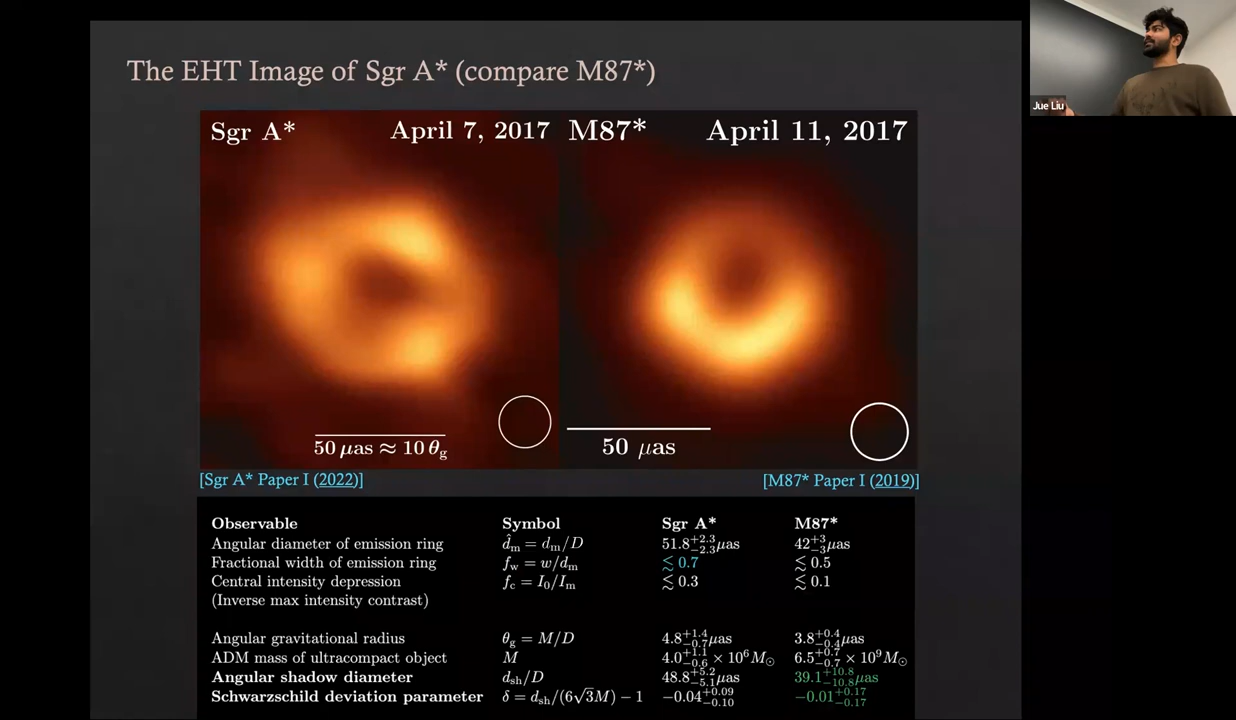 The EHT Image of Sgr A* (compare M87*)
Jue Liu
Sgr A* April 7, 2017 M87* April 11, 2017
50 μas ≈ 10 θg
50 μas
[Sgr A* Paper I (2022)] [M87* Paper I (2019)]
Observable Symbol Sgr A* M87*
Angular diameter of emission ring d̂m = dm/D 51.8+2.3−2.3μas 42+3−3μas
Fractional width of emission ring fw = w/dm ≲ 0.7 ≲ 0.5
Central intensity depression fc = I0/Im ≲ 0.3 ≲ 0.1
(Inverse max intensity contrast)
Angular gravitational radius θg = M/D 4.8+1.4−0.7μas 3.8+0.4−0.4μas
ADM mass of ultracompact object M 4.0+1.1−0.6 × 10⁶M⊙ 6.5+0.7−0.7 × 10⁹M⊙
Angular shadow diameter dsh/D 48.8+5.2−5.1μas 39.1+10.8−10.8μas
Schwarzschild deviation parameter δ = dsh/(6√3M) − 1 −0.04+0.09−0.10 −0.01+0.17−0.17